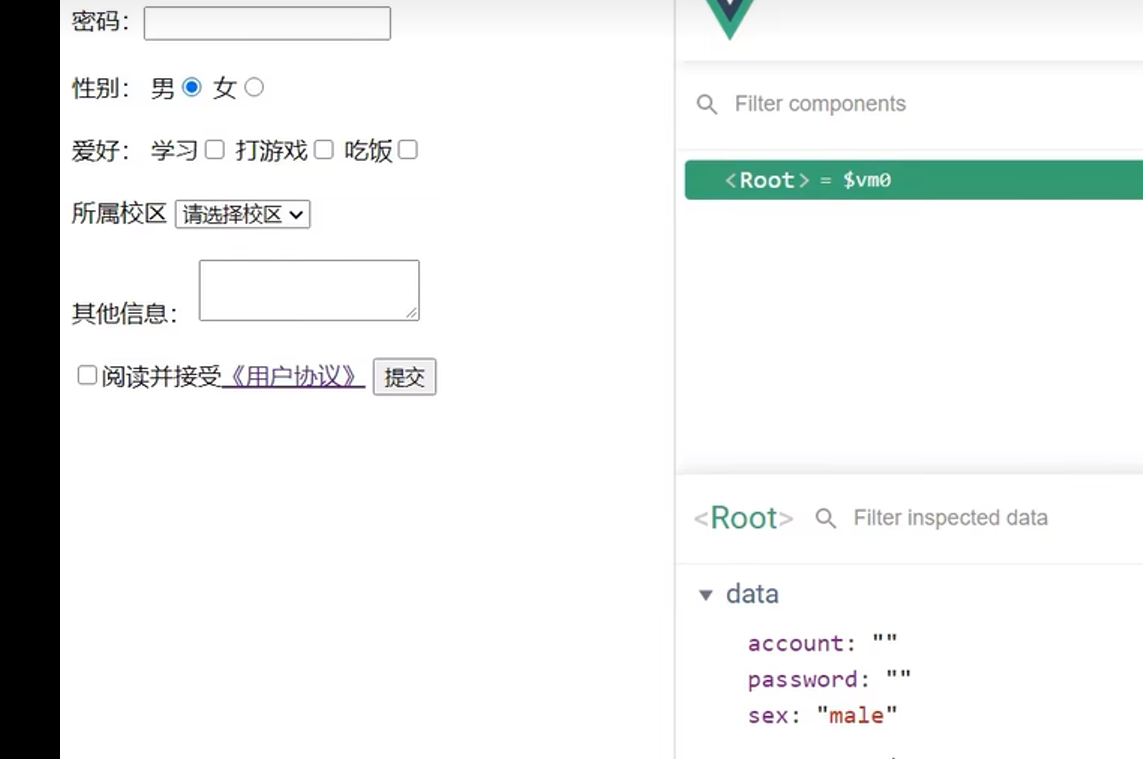 密码：
性别： 男 女
爱好： 学习 打游戏 吃饭
所属校区 请选择校区
其他信息：
阅读并接受《用户协议》 提交
Filter components
<Root> = $vm0
<Root> Filter inspected data
data
account: ""
password: ""
sex: "male"